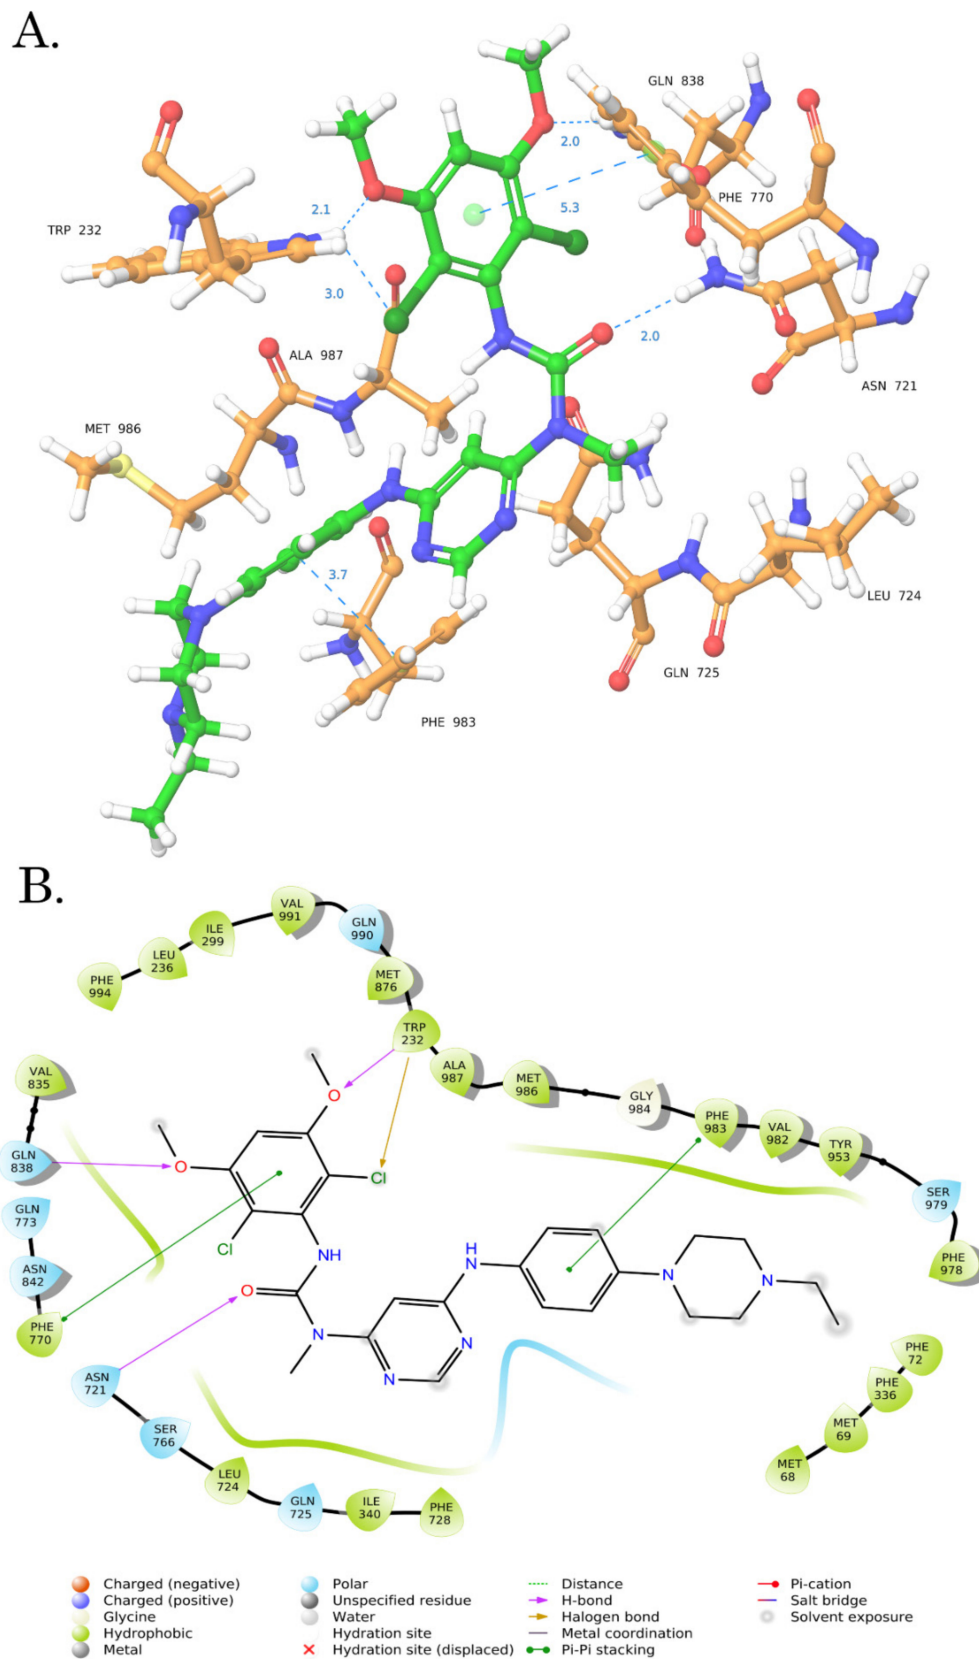 A.
GLN 838
2.0
PHE 770
2.1
5.3
TRP 232
3.0
2.0
ALA 987
ASN 721
MET 986
3.7
LEU 724
GLN 725
PHE 983
B.
VAL
991
GLN
990
ILE
299
LEU
236
PHE
994
MET
876
TRP
232
ALA
987
MET
986
GLY
984
PHE
983
VAL
982
TYR
953
SER
979
PHE
978
VAL
835
GLN
838
GLN
773
ASN
842
PHE
770
O
O
Cl
Cl
NH
O
N
H
N
N
N
N
N
ASN
721
SER
766
LEU
724
GLN
725
ILE
340
PHE
728
PHE
72
PHE
336
MET
69
MET
68
Charged (negative)
Charged (positive)
Glycine
Hydrophobic
Metal
Polar
Unspecified residue
Water
Hydration site
Hydration site (displaced)
Distance
H-bond
Halogen bond
Metal coordination
Pi-Pi stacking
Pi-cation
Salt bridge
Solvent exposure